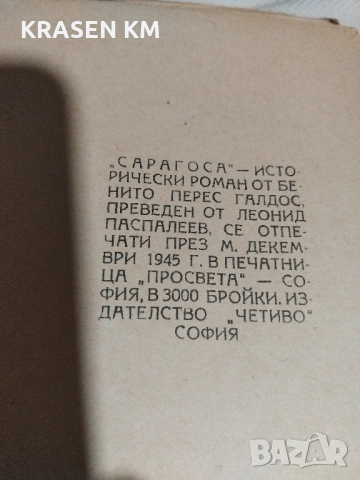 KRASEN KM
„САРАГОСА“ — ИСТО-
РИЧЕСКИ РОМАН ОТ БЕ-
НИТО ПЕРЕС ГАЛДОС,
ПРЕВЕДЕН ОТ ЛЕОНИД
ПАСПАЛЕЕВ, СЕ ОТПЕ-
ЧАТИ ПРЕЗ М. ДЕКЕМ-
ВРИ 1945 Г. В ПЕЧАТНИ-
ЦА „ПРОСВЕТА“ — СО-
ФИЯ, В 3000 БРОЙКИ. ИЗ-
ДАТЕЛСТВО „ЧЕТИВО“
СОФИЯ
bazar